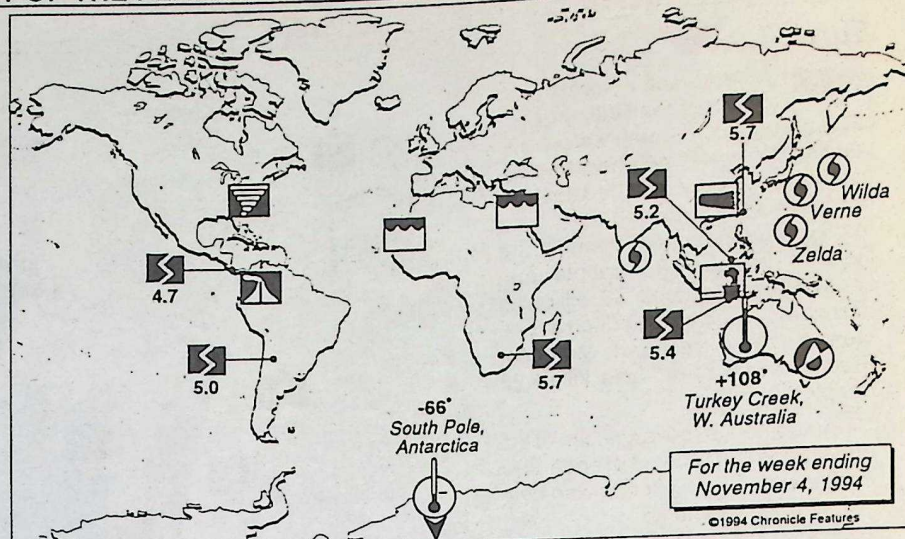 5.7
5.2
Wilda
Verne
Zelda
4.7
5.4
5.0
5.7
+108°
Turkey Creek,
W. Australia
-66°
South Pole,
Antarctica
For the week ending
November 4, 1994
©1994 Chronicle Features